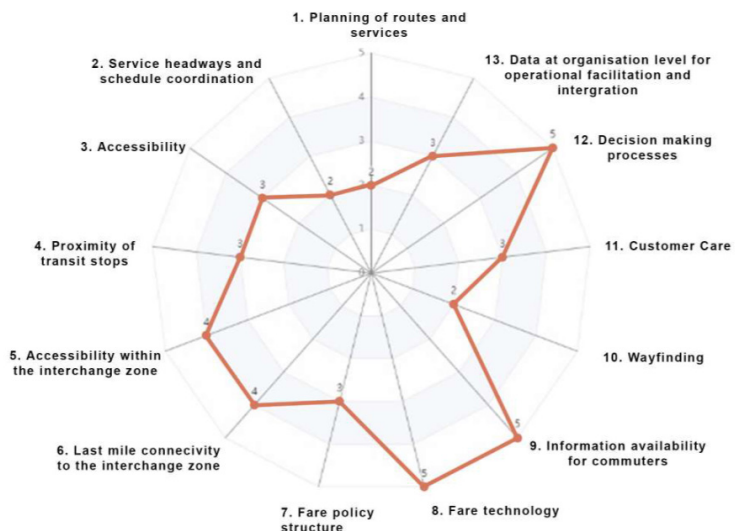 1. Planning of routes and
services
2. Service headways and
schedule coordination
3. Accessibility
4. Proximity of
transit stops
5. Accessibility within
the interchange zone
6. Last mile connecivity
to the interchange zone
7. Fare policy
structure
8. Fare technology
9. Information availability
for commuters
10. Wayfinding
11. Customer Care
12. Decision making
processes
13. Data at organisation level for
operational facilitation and
intergration
5
4
3
2
1
0
2
2
3
3
4
4
3
5
5
2
3
5
3